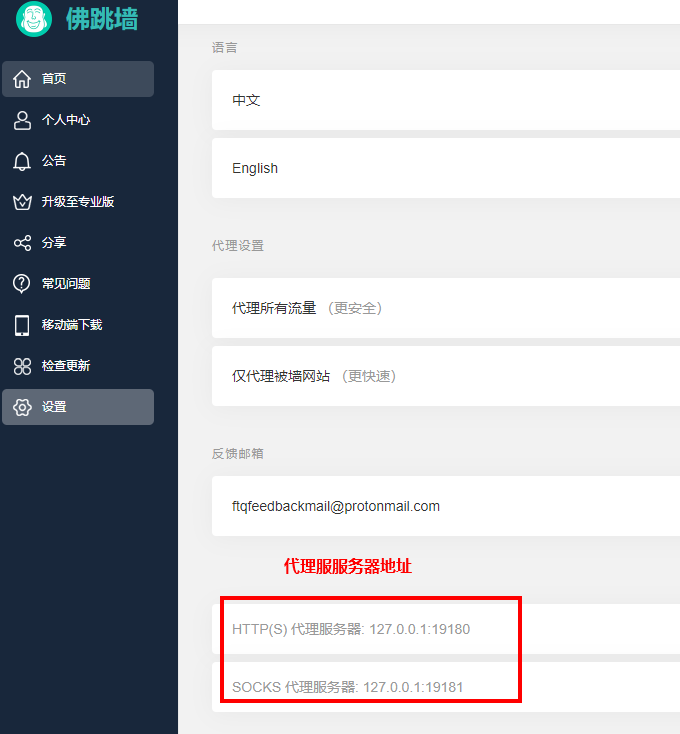 佛跳墙
首页
个人中心
公告
升级至专业版
分享
常见问题
移动端下载
检查更新
设置
语言
中文
English
代理设置
代理所有流量 （更安全）
仅代理被墙网站 （更快速）
反馈邮箱
ftqfeedbackmail@protonmail.com
代理服服务器地址
HTTP(S) 代理服务器: 127.0.0.1:19180
SOCKS 代理服务器: 127.0.0.1:19181